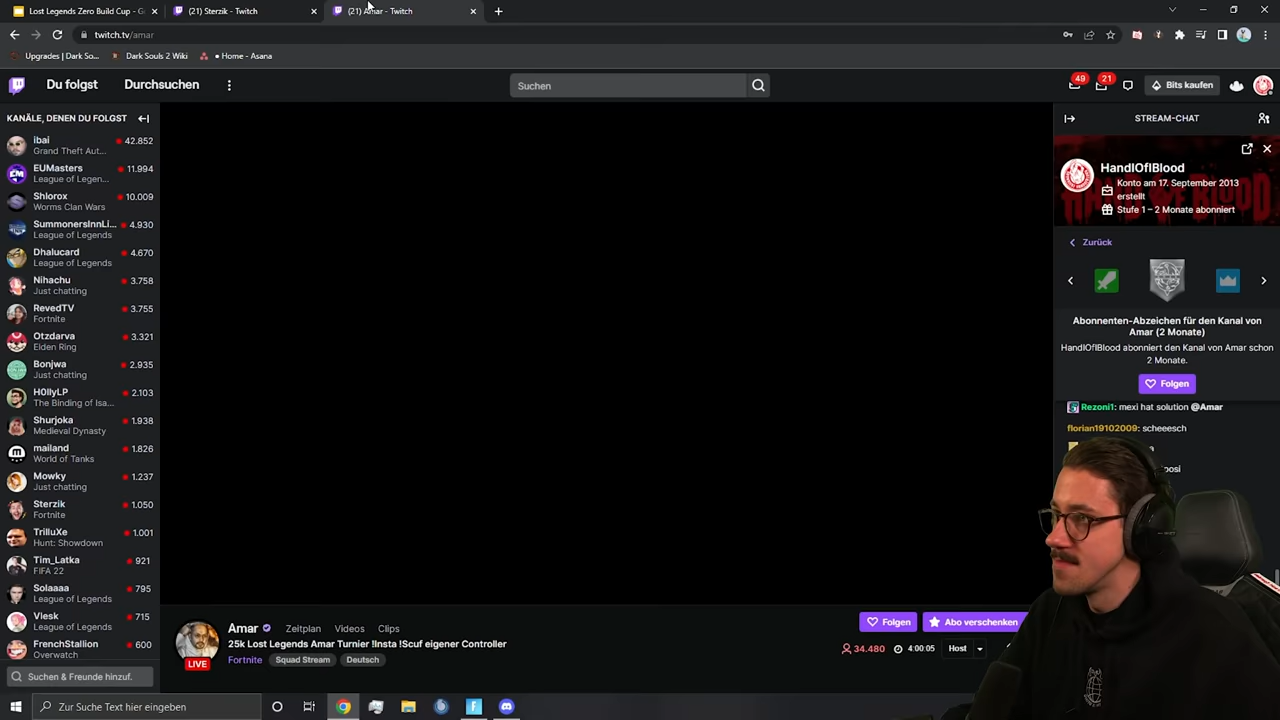 Lost Legends Zero Build Cup - G
(21) Sterzik - Twitch
(21) Amar - Twitch
twitch.tv/amar
Upgrades | Dark So...
Dark Souls 2 Wiki
Home - Asana
Du folgst
Durchsuchen
Suchen
49
21
Bits kaufen
KANÄLE, DENEN DU FOLGST
ibai
42.852
Grand Theft Aut...
EUMasters
11.994
League of Legen...
Shlorox
10.009
Worms Clan Wars
SummonersInnLi...
4.930
League of Legends
Dhalucard
4.670
League of Legends
Nihachu
3.758
Just chatting
RevedTV
3.755
Fortnite
Otzdarva
3.321
Elden Ring
Bonjwa
2.935
Just chatting
H0llyLP
2.103
The Binding of Isa...
Shurjoka
1.938
Medieval Dynasty
mailand
1.826
World of Tanks
Mowky
1.237
Just chatting
Sterzik
1.050
Fortnite
TrilluXe
1.001
Hunt: Showdown
Tim_Latka
921
FIFA 22
Solaaaa
795
League of Legends
Vlesk
715
League of Legends
FrenchStallion
600
Overwatch
Suchen & Freunde hinzuf.
STREAM-CHAT
HandIOfIBlood
Konto am 17. September 2013
erstellt
Stufe 1 – 2 Monate abonniert
Zurück
Abonnenten-Abzeichen für den Kanal von
Amar (2 Monate)
HandIOfIBlood abonniert den Kanal von Amar schon
2 Monate.
Folgen
Rezoni1: mexi hat solution @Amar
florian19102009: scheeesch
Amar
Zeitplan
Videos
Clips
25k Lost Legends Amar Turnier !Insta !Scuf eigener Controller
Fortnite
Squad Stream
Deutsch
LIVE
Folgen
Abo verschenken
34.480
4:00:05
Host
Zur Suche Text hier eingeben